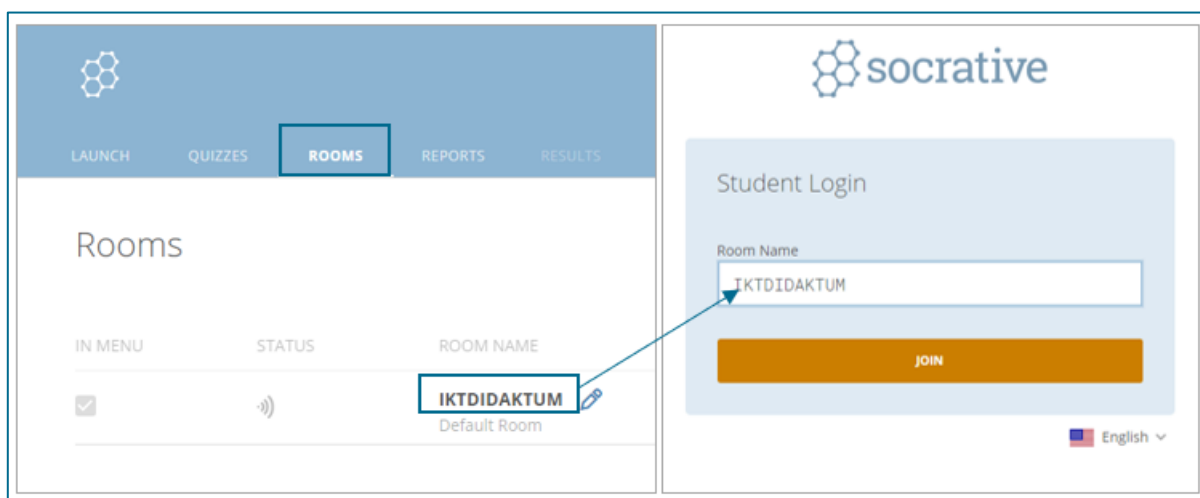 LAUNCH QUIZZES ROOMS REPORTS RESULTS
Rooms
IN MENU STATUS ROOM NAME
IKTDIDAKTUM
Default Room
socrative
Student Login
Room Name
IKTDIDAKTUM
JOIN
English